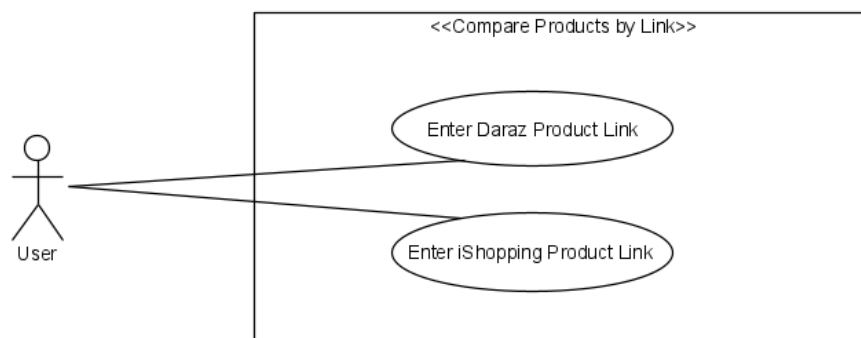 <<Compare Products by Link>>
Enter Daraz Product Link
Enter iShopping Product Link
User